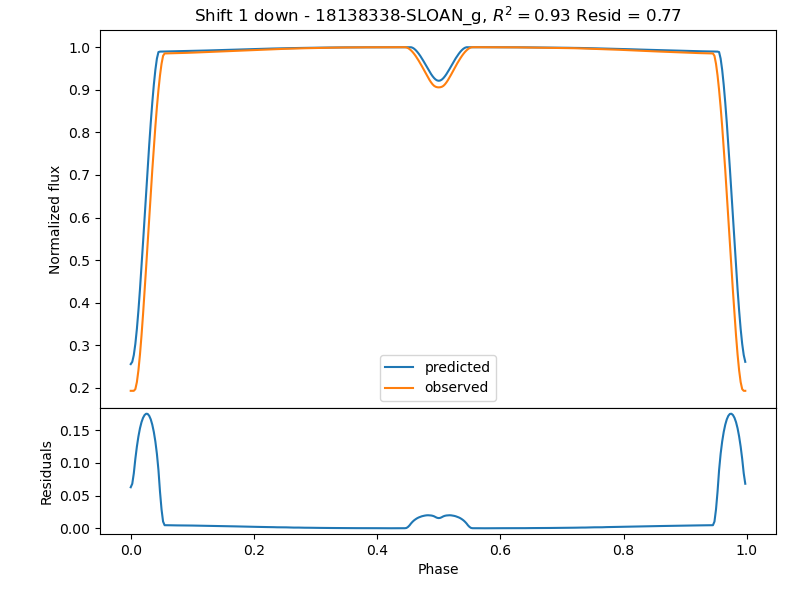 Shift 1 down - 18138338-SLOAN_g, R² = 0.93 Resid = 0.77
Normalized flux
1.0
0.9
0.8
0.7
0.6
0.5
0.4
0.3
0.2
predicted
observed
Residuals
0.15
0.10
0.05
0.00
0.0 0.2 0.4 0.6 0.8 1.0
Phase